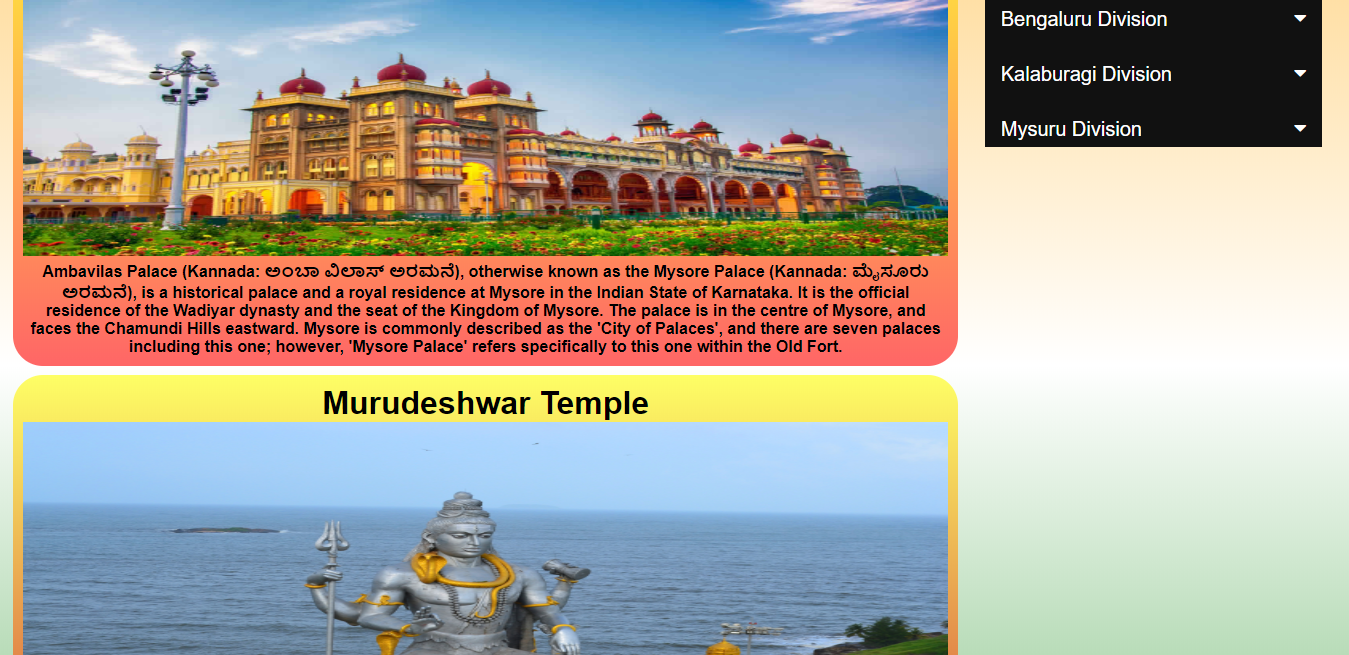 Bengaluru Division
Kalaburagi Division
Mysuru Division
Ambavilas Palace (Kannada: ಅಂಬಾ ವಿಲಾಸ್ ಅರಮನೆ), otherwise known as the Mysore Palace (Kannada: ಮೈಸೂರು
ಅರಮನೆ), is a historical palace and a royal residence at Mysore in the Indian State of Karnataka. It is the official
residence of the Wadiyar dynasty and the seat of the Kingdom of Mysore. The palace is in the centre of Mysore, and
faces the Chamundi Hills eastward. Mysore is commonly described as the 'City of Palaces', and there are seven palaces
including this one; however, 'Mysore Palace' refers specifically to this one within the Old Fort.
Murudeshwar Temple